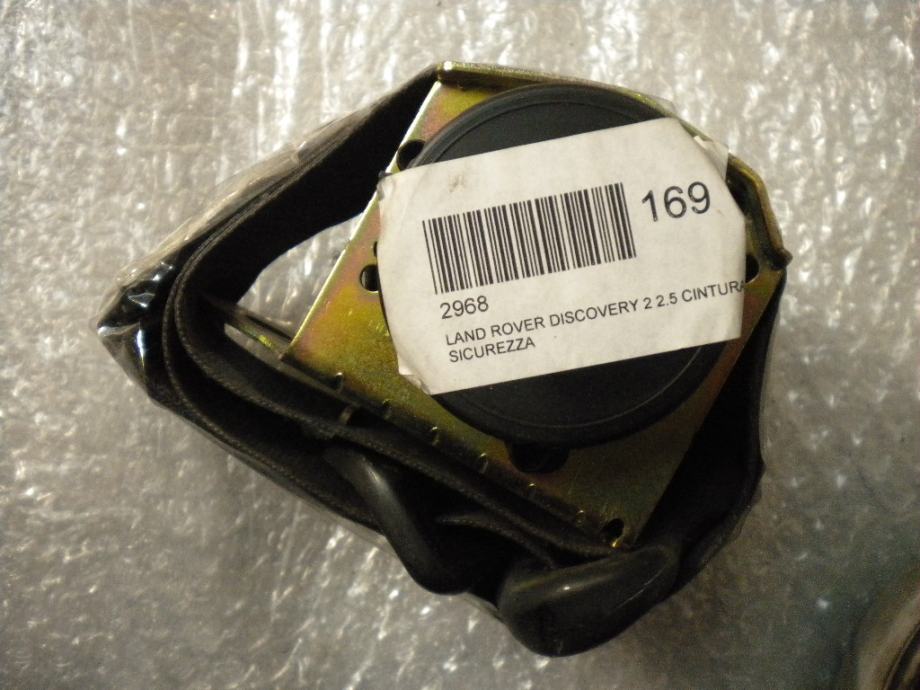 169
2968
LAND ROVER DISCOVERY 2 2.5 CINTURA
SICUREZZA